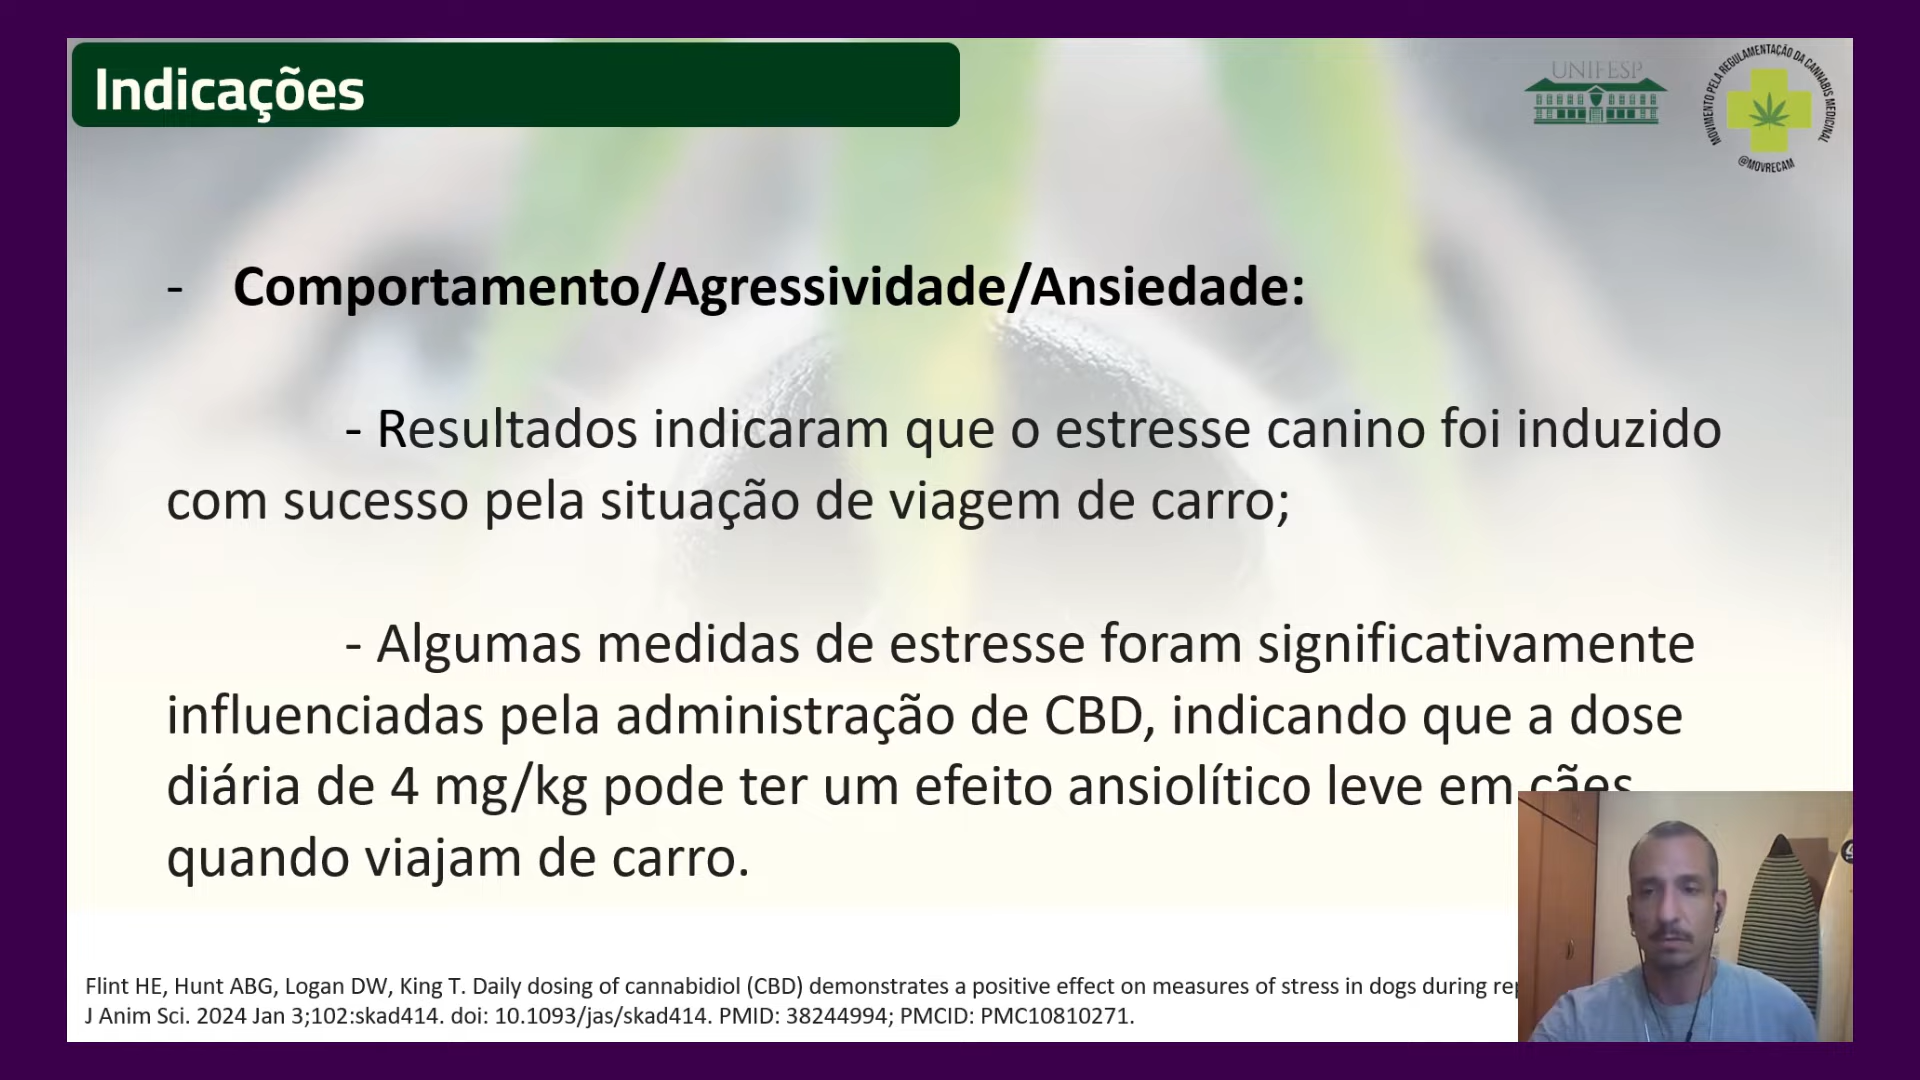 Indicações
UNIFESP
MOVIMENTO PELA REGULAMENTAÇÃO DA CANNABIS MEDICINAL
@MOVRECAM
- Comportamento/Agressividade/Ansiedade:
- Resultados indicaram que o estresse canino foi induzido
com sucesso pela situação de viagem de carro;
- Algumas medidas de estresse foram significativamente
influenciadas pela administração de CBD, indicando que a dose
diária de 4 mg/kg pode ter um efeito ansiolítico leve em cães
quando viajam de carro.
Flint HE, Hunt ABG, Logan DW, King T. Daily dosing of cannabidiol (CBD) demonstrates a positive effect on measures of stress in dogs during
J Anim Sci. 2024 Jan 3;102:skad414. doi: 10.1093/jas/skad414. PMID: 38244994; PMCID: PMC10810271.